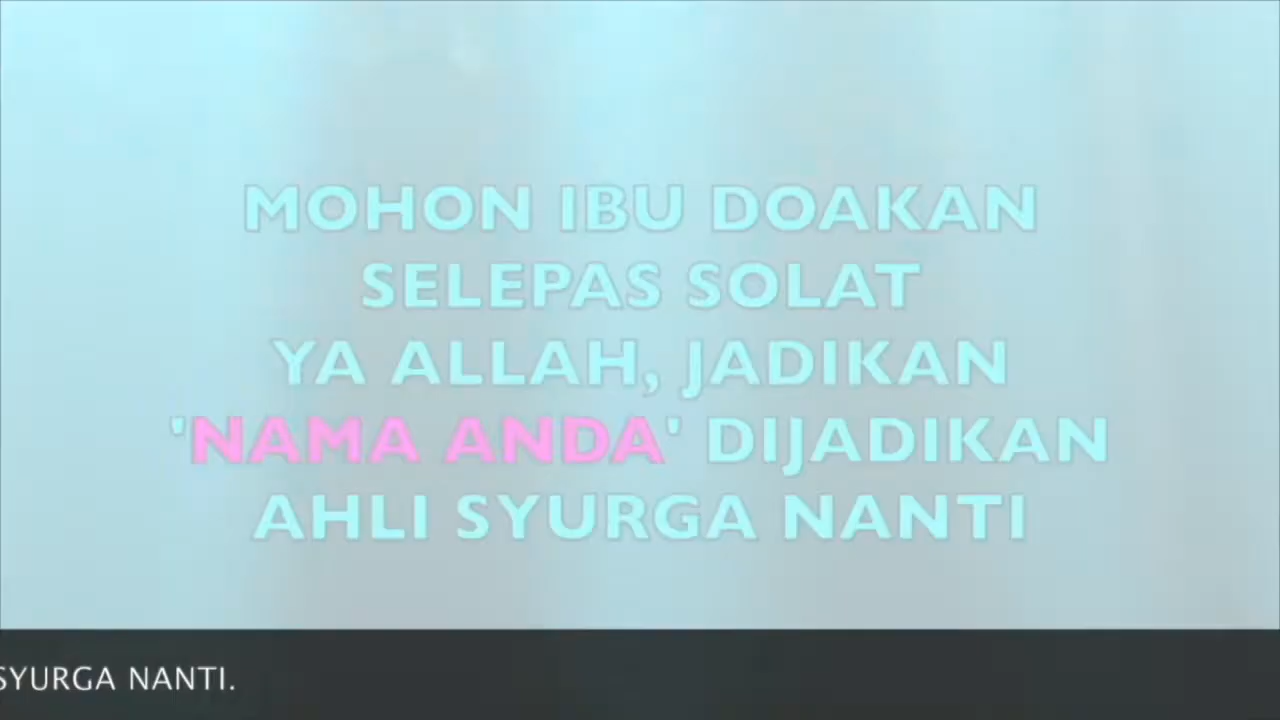 MOHON IBU DOAKAN
SELEPAS SOLAT
YA ALLAH, JADIKAN
'NAMA ANDA' DIJADIKAN
AHLI SYURGA NANTI
SYURGA NANTI.